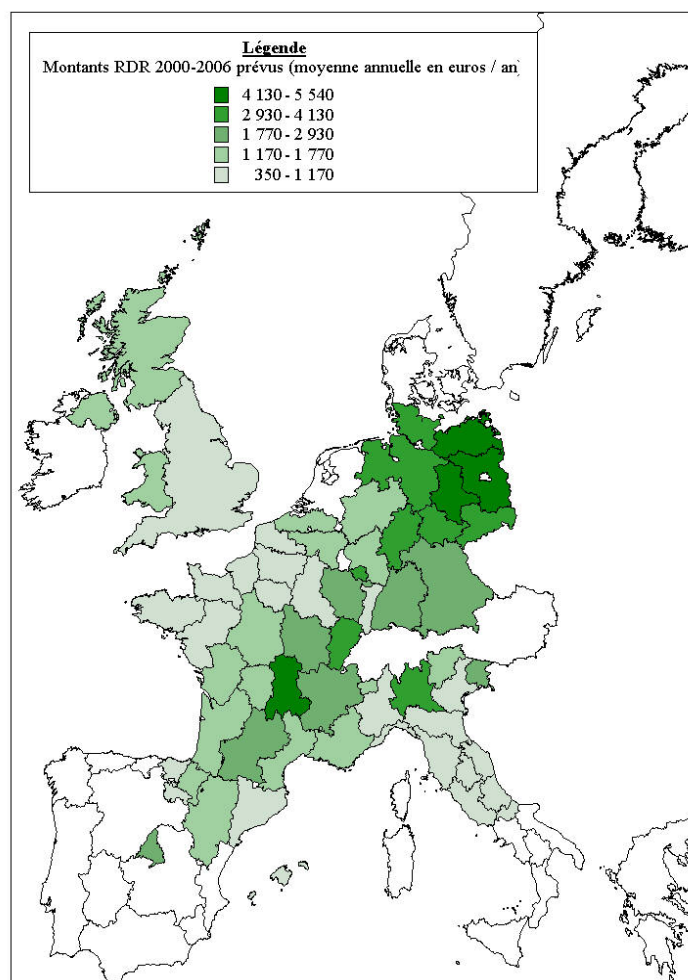 Légende
Montants RDR 2000-2006 prévus (moyenne annuelle en euros / an
4 130 - 5 540
2 930 - 4 130
1 770 - 2 930
1 170 - 1 770
350 - 1 170